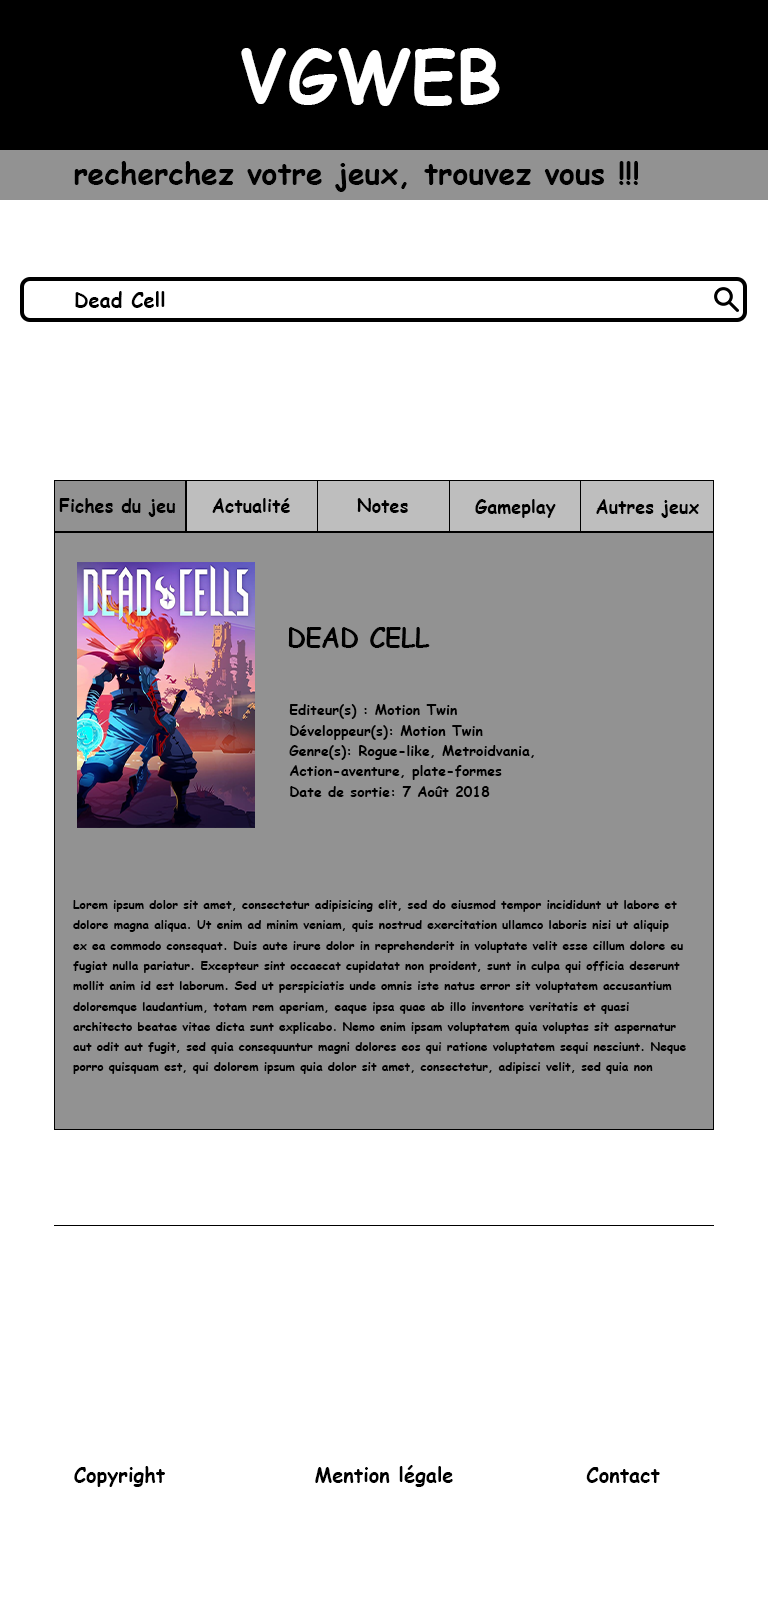 VGWEB
recherchez votre jeux, trouvez vous !!!
Dead Cell
Fiches du jeu
Actualité
Notes
Gameplay
Autres jeux
DEAD CELLS
DEAD CELL
Editeur(s) : Motion Twin
Développeur(s): Motion Twin
Genre(s): Rogue-like, Metroidvania,
Action-aventure, plate-formes
Date de sortie: 7 Août 2018
Lorem ipsum dolor sit amet, consectetur adipisicing elit, sed do eiusmod tempor incididunt ut labore et
dolore magna aliqua. Ut enim ad minim veniam, quis nostrud exercitation ullamco laboris nisi ut aliquip
ex ea commodo consequat. Duis aute irure dolor in reprehenderit in voluptate velit esse cillum dolore eu
fugiat nulla pariatur. Excepteur sint occaecat cupidatat non proident, sunt in culpa qui officia deserunt
mollit anim id est laborum. Sed ut perspiciatis unde omnis iste natus error sit voluptatem accusantium
doloremque laudantium, totam rem aperiam, eaque ipsa quae ab illo inventore veritatis et quasi
architecto beatae vitae dicta sunt explicabo. Nemo enim ipsam voluptatem quia voluptas sit aspernatur
aut odit aut fugit, sed quia consequuntur magni dolores eos qui ratione voluptatem sequi nesciunt. Neque
porro quisquam est, qui dolorem ipsum quia dolor sit amet, consectetur, adipisci velit, sed quia non
Copyright
Mention légale
Contact